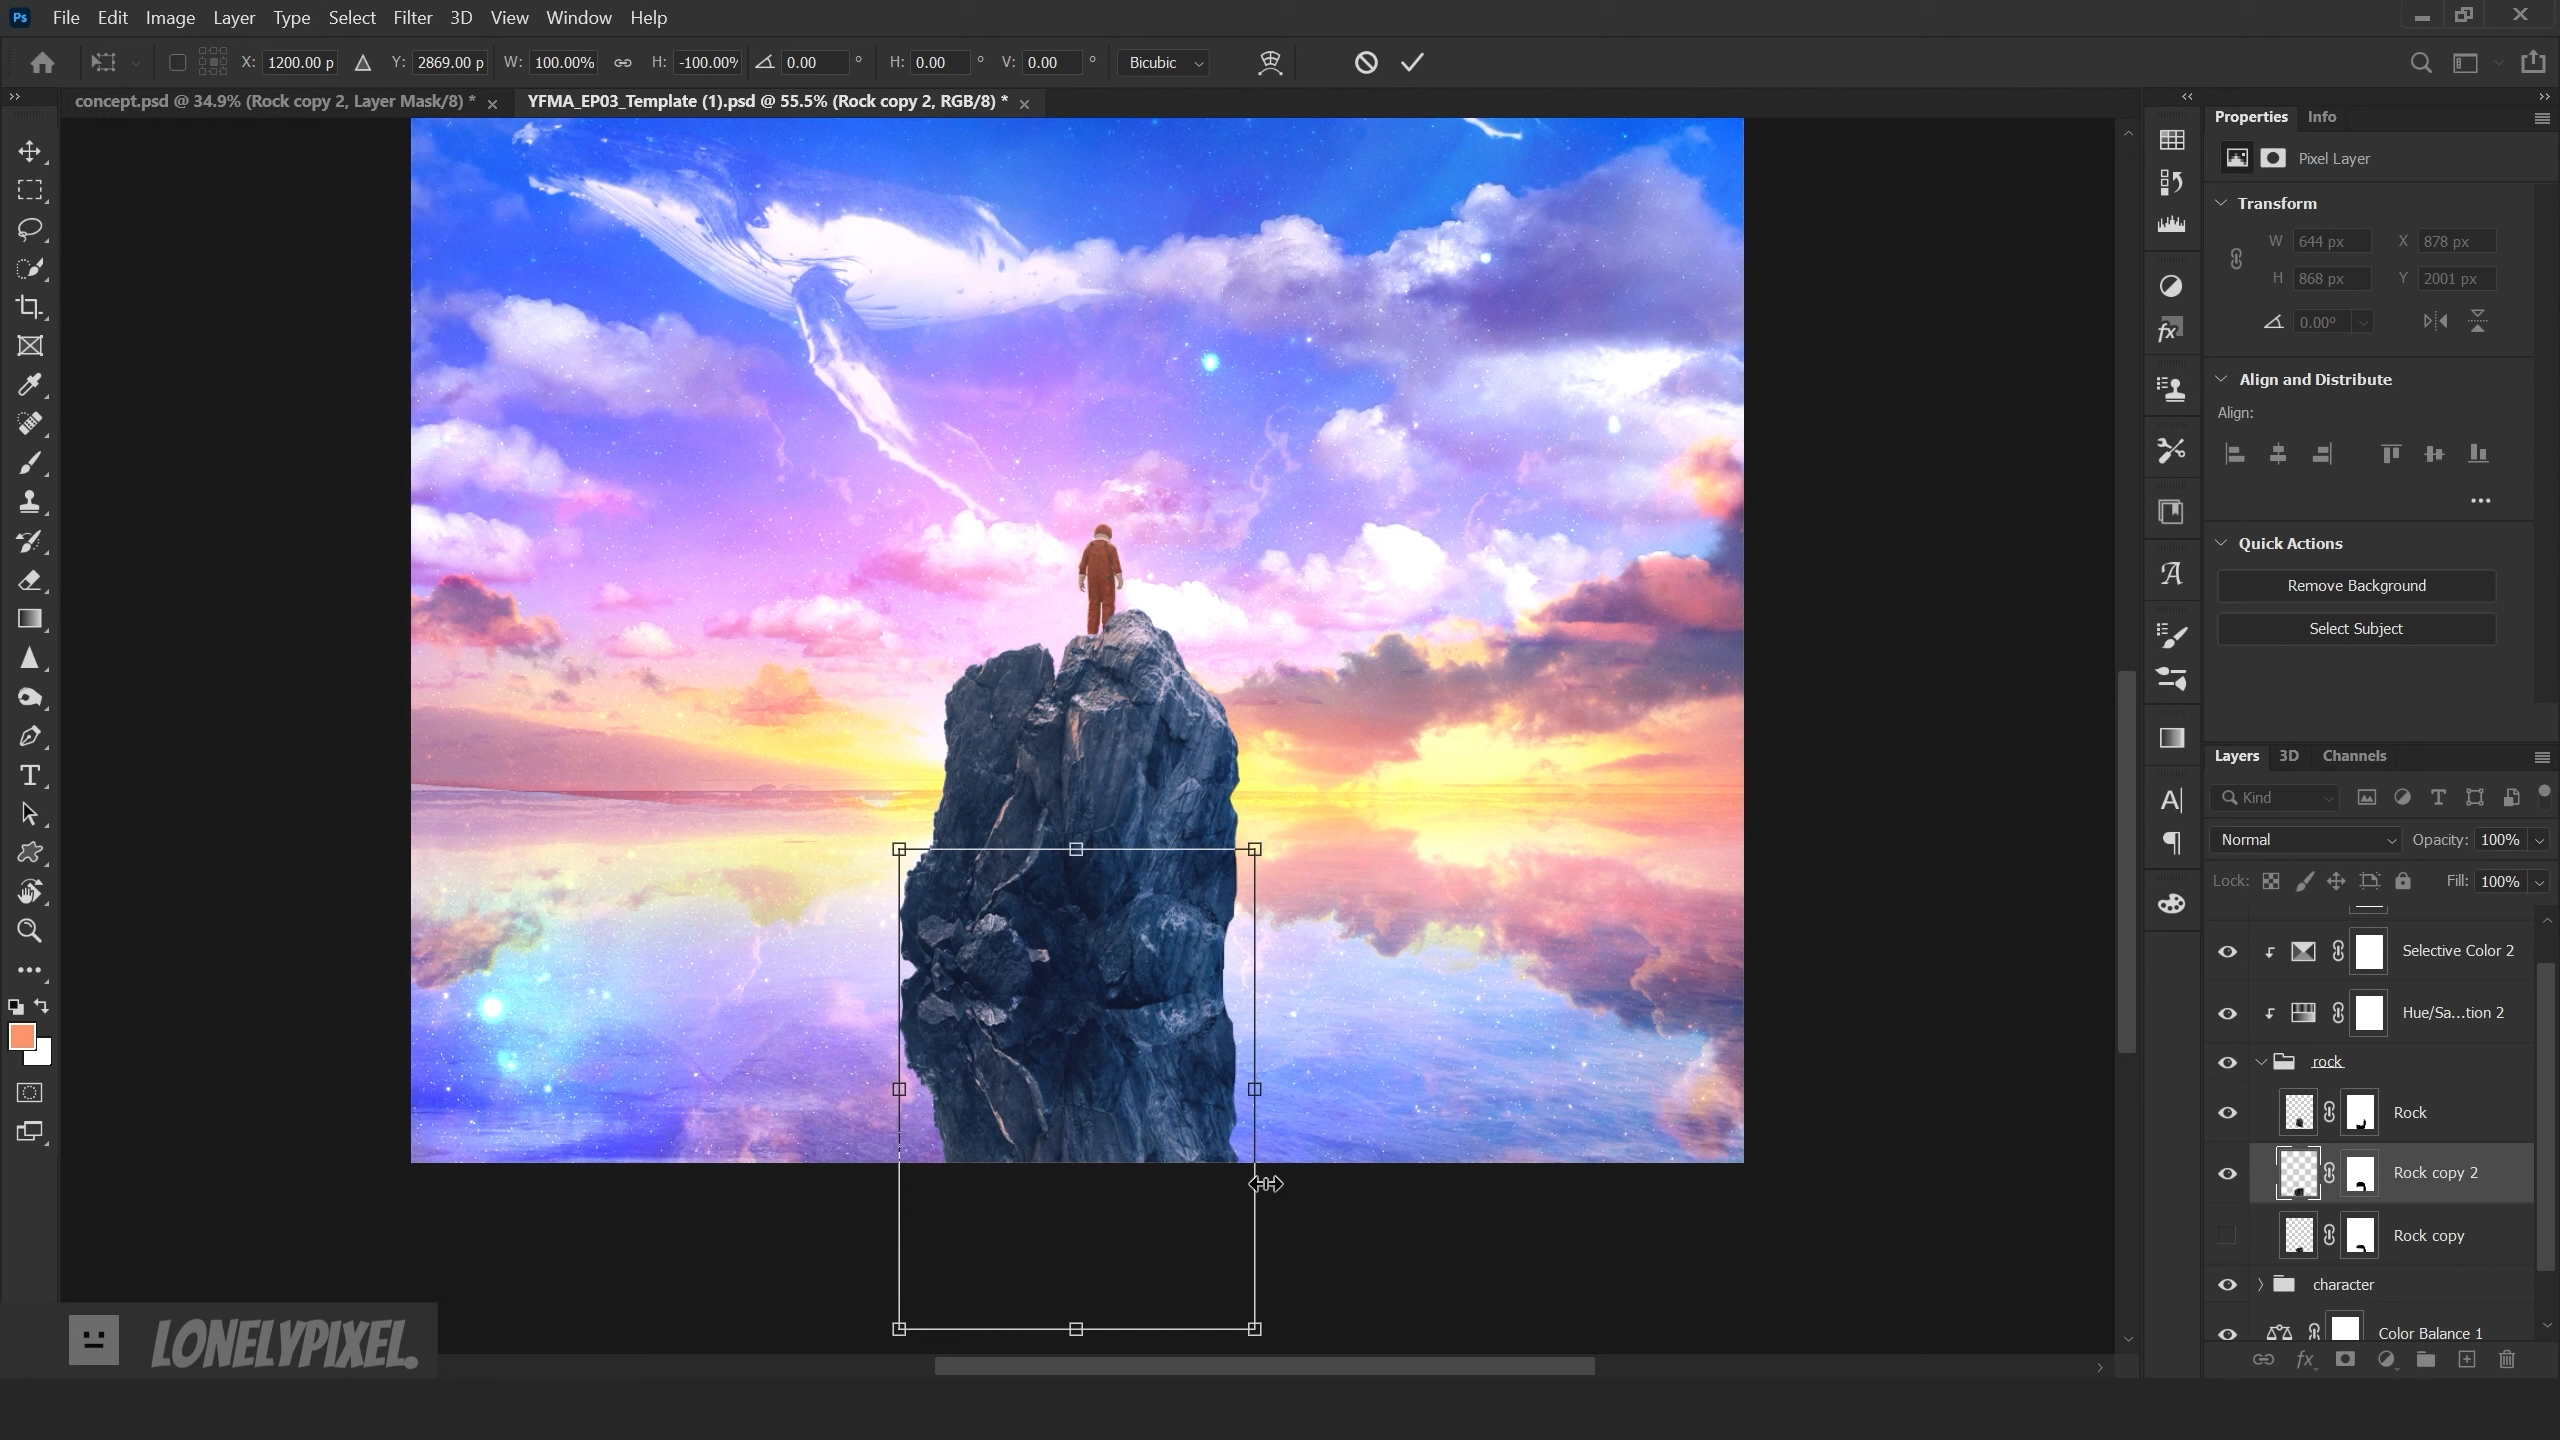 Ps File Edit Image Layer Type Select Filter 3D View Window Help
X: 1200.00 p Y: 2869.00 p W: 100.00% H: -100.00% 0.00 ° H: 0.00 ° V: 0.00 ° Bicubic
concept.psd @ 34.9% (Rock copy 2, Layer Mask/8) * YFMA_EP03_Template (1).psd @ 55.5% (Rock copy 2, RGB/8) *
Properties Info
Pixel Layer
Transform
W 644 px X 878 px
H 868 px Y 2001 px
0.00°
Align and Distribute
Align:
Quick Actions
Remove Background
Select Subject
Layers 3D Channels
Kind
Normal Opacity: 100%
Lock: Fill: 100%
Selective Color 2
Hue/Sa...tion 2
rock
Rock
Rock copy 2
Rock copy
character
Color Balance 1
LONELYPIXEL.